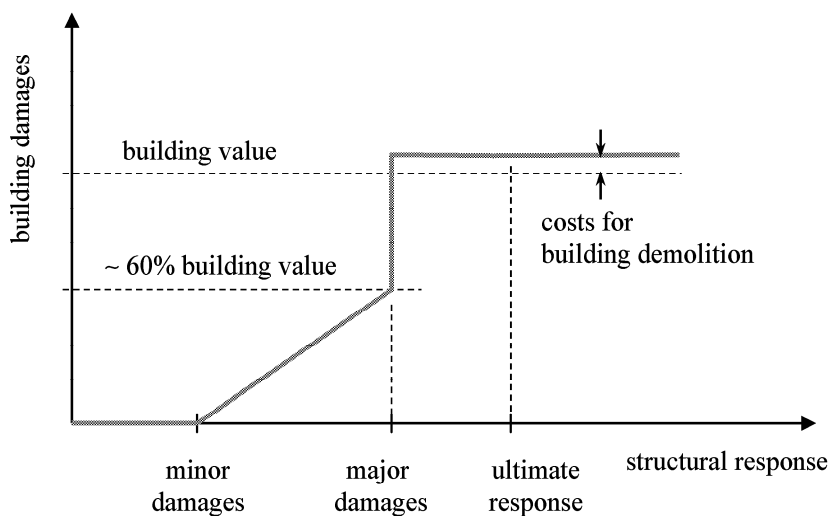 building damages
building value
costs for
building demolition
~ 60% building value
minor
damages
major
damages
ultimate
response
structural response